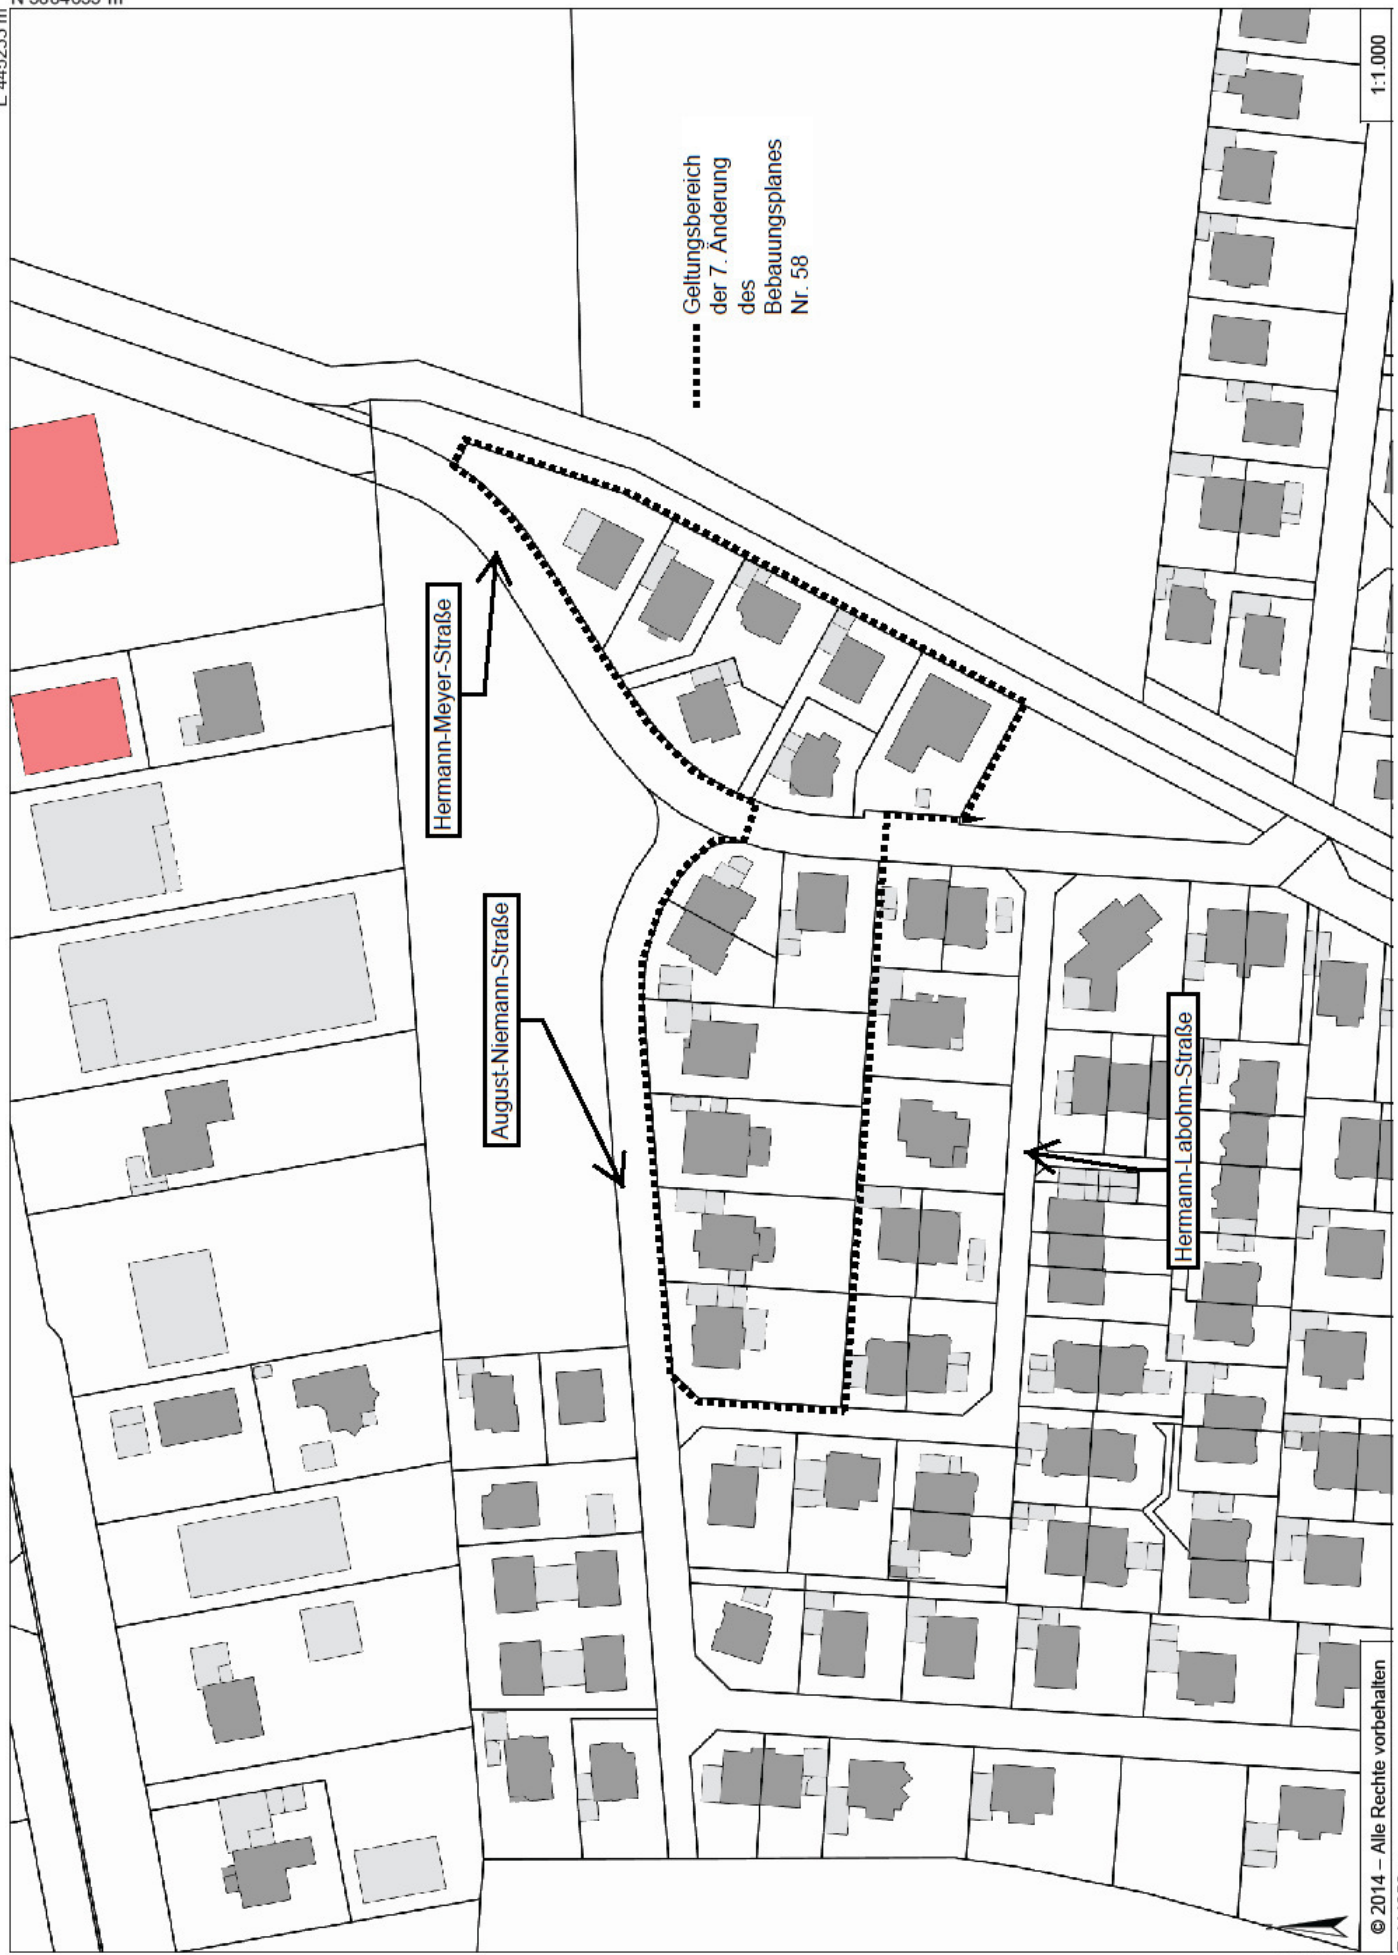 Hermann-Meyer-Straße
August-Niemann-Straße
Hermann-Labohm-Straße
Geltungsbereich
der 7. Änderung
des
Bebauungsplanes
Nr. 58
1:1.000
© 2014 – Alle Rechte vorbehalten